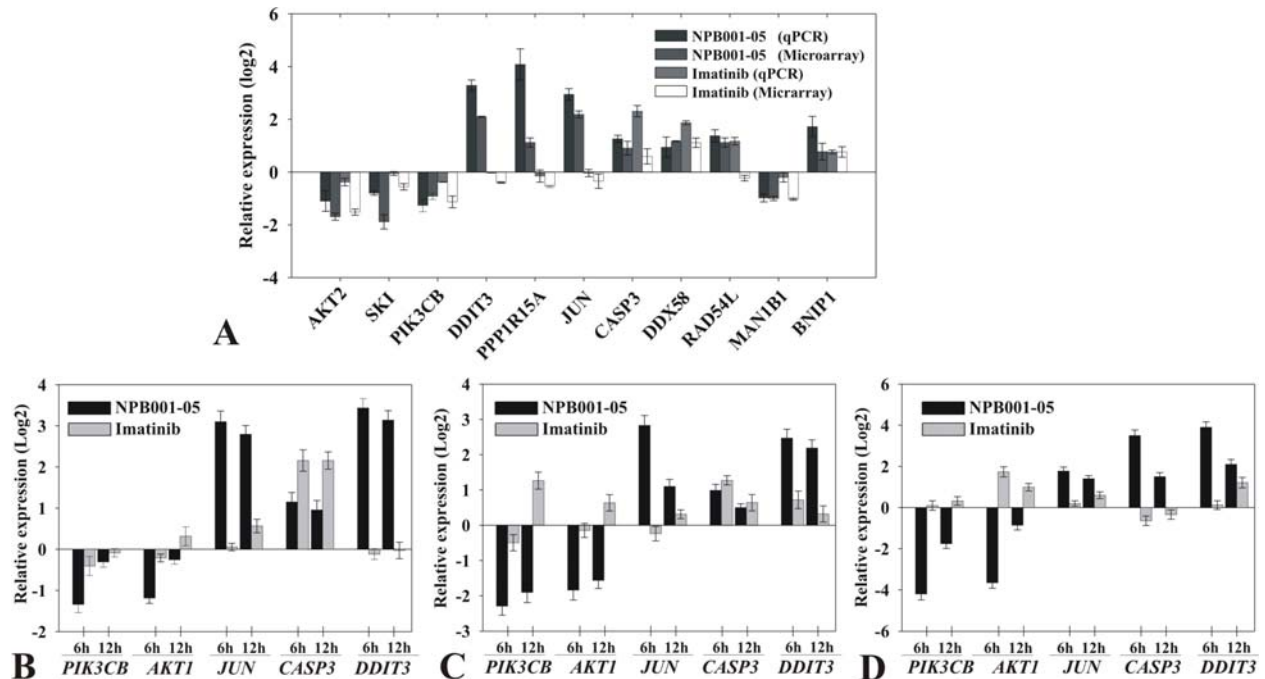 6
4
2
0
-2
-4
Relative expression (log2)
NPB001-05 (qPCR)
NPB001-05 (Microarray)
Imatinib (qPCR)
Imatinib (Micrarray)
AKT2
SKI
PIK3CB
DDIT3
PPP1R15A
JUN
CASP3
DDX58
RAD54L
MAN1B1
BNIP1
A
4
3
2
1
0
-1
-2
Relative expression (Log2)
NPB001-05
Imatinib
6h 12h 6h 12h 6h 12h 6h 12h 6h 12h
PIK3CB AKT1 JUN CASP3 DDIT3
B
4
3
2
1
0
-1
-2
-3
Relative expression (Log2)
NPB001-05
Imatinib
6h 12h 6h 12h 6h 12h 6h 12h 6h 12h
PIK3CB AKT1 JUN CASP3 DDIT3
C
6
4
2
0
-2
-4
-6
Relative expression (Log2)
NPB001-05
Imatinib
6h 12h 6h 12h 6h 12h 6h 12h 6h 12h
PIK3CB AKT1 JUN CASP3 DDIT3
D